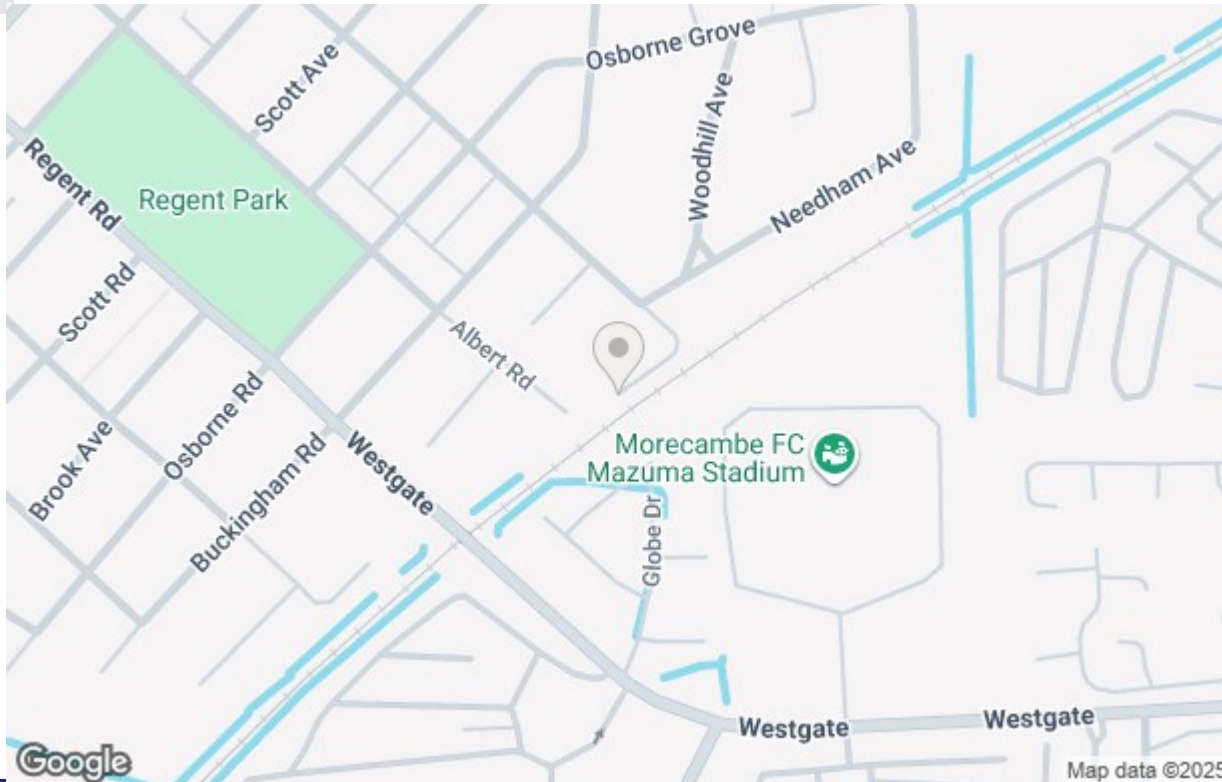 Osborne Grove
Scott Ave
Woodhill Ave
Regent Rd
Needham Ave
Regent Park
Scott Rd
Albert Rd
Osborne Rd
Brook Ave
Buckingham Rd
Westgate
Morecambe FC
Mazuma Stadium
Globe Dr
Westgate
Westgate
Google
Map data ©2025